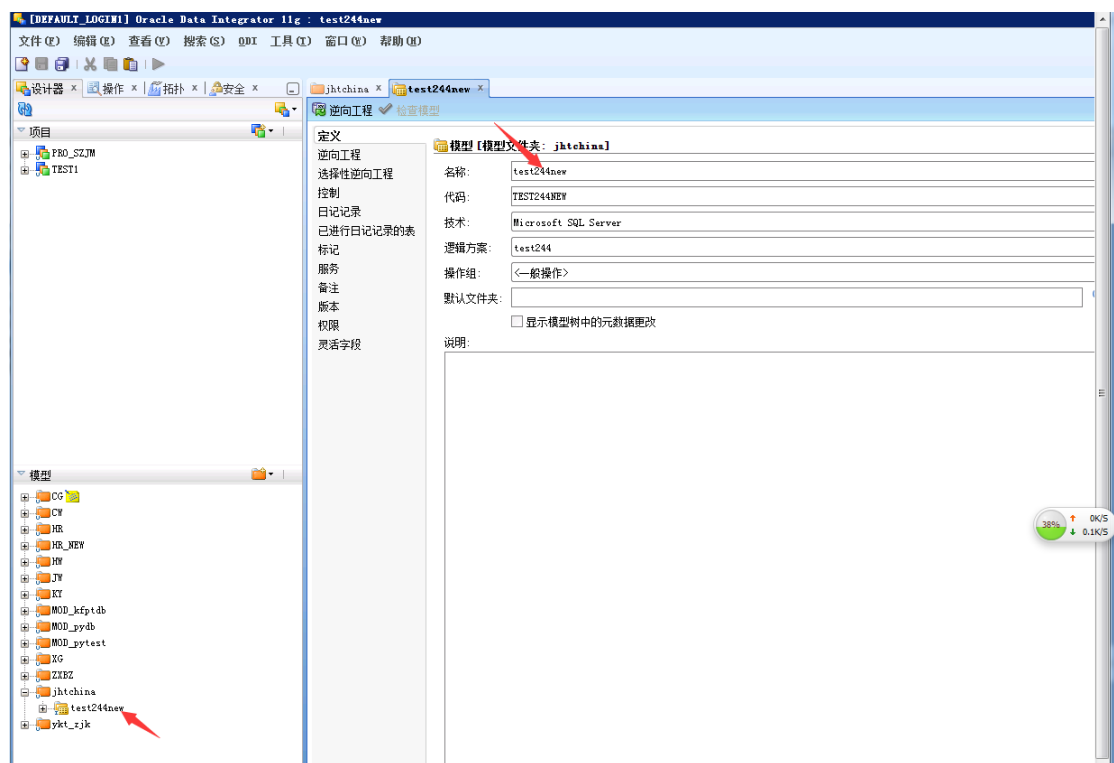 [DEFAULT_LOGIN1] Oracle Data Integrator 11g : test244new
文件(F) 编辑(E) 查看(V) 搜索(S) ODI 工具(T) 窗口(W) 帮助(H)
设计器 × 操作 × 拓扑 × 安全 ×
jhtchina × test244new ×
逆向工程 检查模型
项目
PRO_SZJM
TEST1
定义
逆向工程
选择性逆向工程
控制
日记记录
已进行日记记录的表
标记
服务
备注
版本
权限
灵活字段
模型 [模型文件夹: jhtchina]
名称: test244new
代码: TEST244NEW
技术: Microsoft SQL Server
逻辑方案: test244
操作组: <一般操作>
默认文件夹:
显示模型树中的元数据更改
说明:
模型
CG
CW
HR
HR_NEW
HW
JW
KY
MOD_kfptdb
MOD_pydb
MOD_pytest
XG
ZXBZ
jhtchina
test244new
ykt_zjk
38% 0K/S
0.1K/S